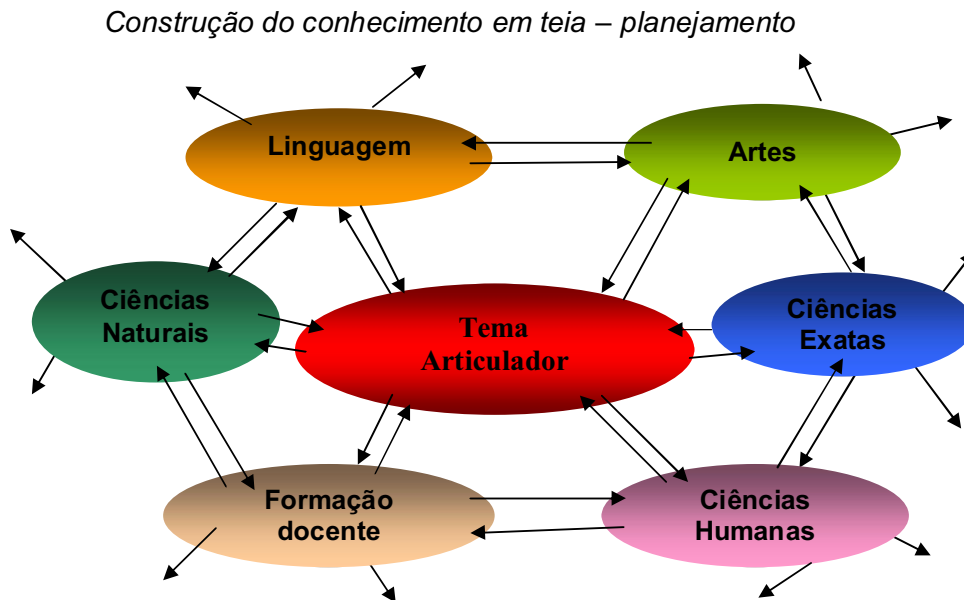 Construção do conhecimento em teia – planejamento
Linguagem
Artes
Ciências
Naturais
Tema
Articulador
Ciências
Exatas
Formação
docente
Ciências
Humanas